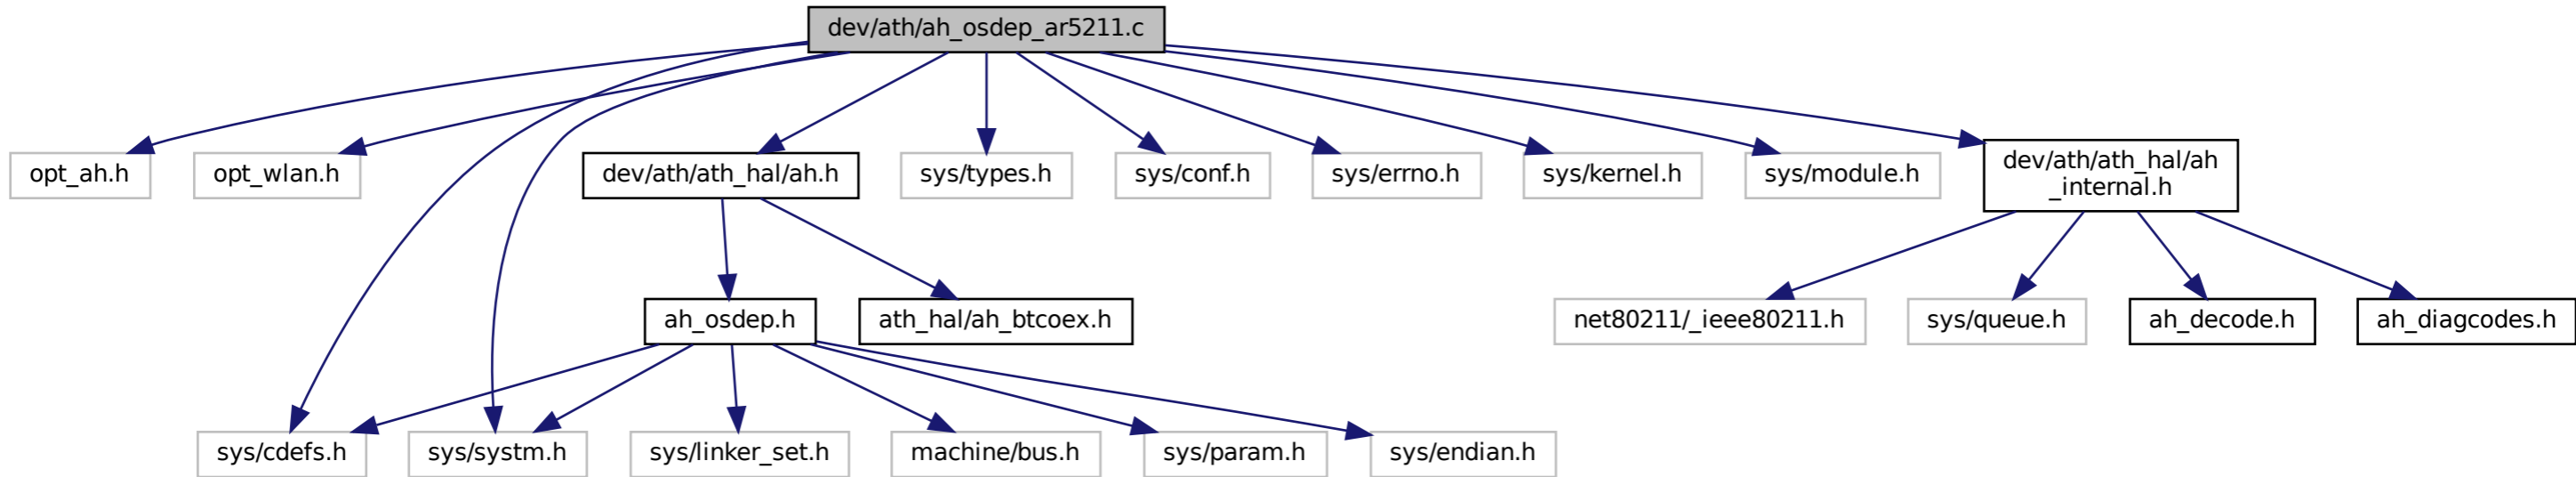 dev/ath/ah_osdep_ar5211.c
opt_ah.h
opt_wlan.h
dev/ath/ath_hal/ah.h
sys/types.h
sys/conf.h
sys/errno.h
sys/kernel.h
sys/module.h
dev/ath/ath_hal/ah
_internal.h
ah_osdep.h
ath_hal/ah_btcoex.h
net80211/_ieee80211.h
sys/queue.h
ah_decode.h
ah_diagcodes.h
sys/cdefs.h
sys/systm.h
sys/linker_set.h
machine/bus.h
sys/param.h
sys/endian.h